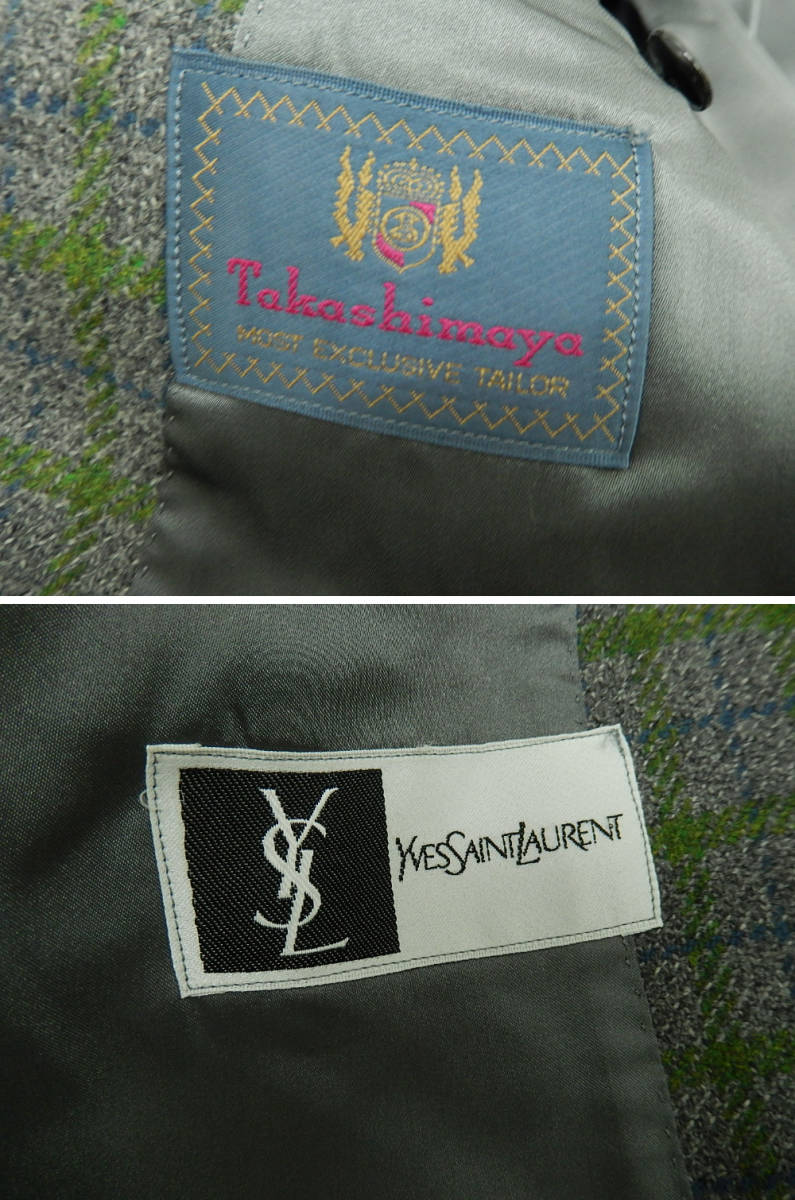 Takashimaya
MOST EXCLUSIVE TAILOR
YSL
YVESSAINTLAURENT